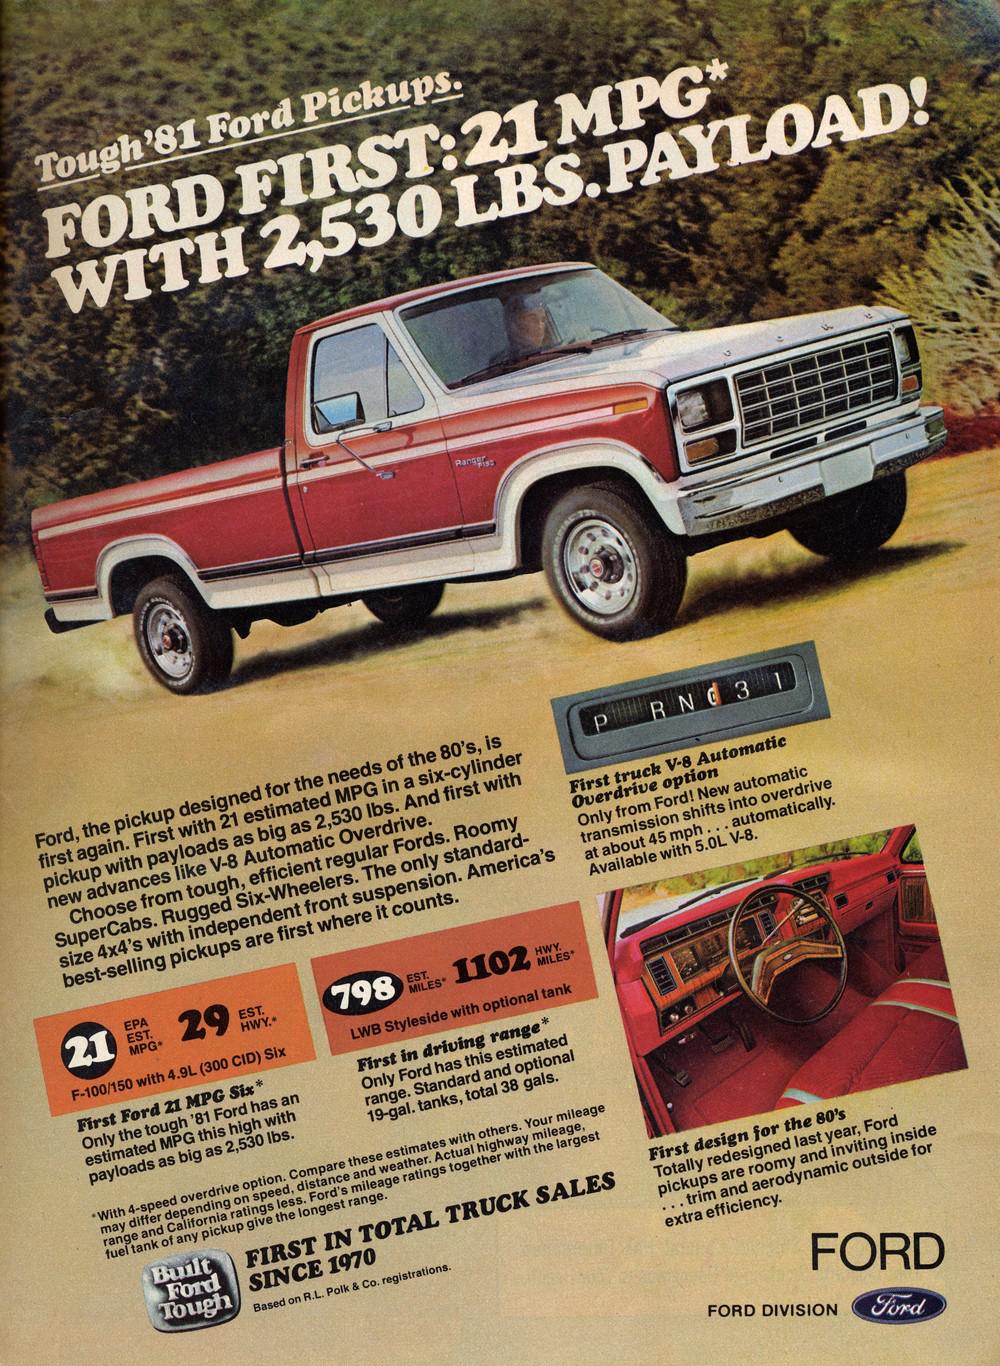 Tough '81 Ford Pickups.
FORD FIRST: 21 MPG*
WITH 2,530 LBS. PAYLOAD!
FORD
Ranger
F150
P RN D 3 1
First truck V-8 Automatic
Overdrive option
Only from Ford! New automatic
transmission shifts into overdrive
at about 45 mph . . . automatically.
Available with 5.0L V-8.
Ford, the pickup designed for the needs of the 80's, is
first again. First with 21 estimated MPG in a six-cylinder
pickup with payloads as big as 2,530 lbs. And first with
new advances like V-8 Automatic Overdrive.
Choose from tough, efficient regular Fords. Roomy
SuperCabs. Rugged Six-Wheelers. The only standard-
size 4x4's with independent front suspension. America's
best-selling pickups are first where it counts.
21 EPA
EST.
MPG*
29 EST.
HWY.*
F-100/150 with 4.9L (300 CID) Six
First Ford 21 MPG Six*
Only the tough '81 Ford has an
estimated MPG this high with
payloads as big as 2,530 lbs.
798 EST.
MILES*
1102 HWY.
MILES*
LWB Styleside with optional tank
First in driving range*
Only Ford has this estimated
range. Standard and optional
19-gal. tanks, total 38 gals.
First design for the 80's
Totally redesigned last year, Ford
pickups are roomy and inviting inside
. . . trim and aerodynamic outside for
extra efficiency.
*With 4-speed overdrive option. Compare these estimates with others. Your mileage
may differ depending on speed, distance and weather. Actual highway mileage,
range and California ratings less. Ford's mileage ratings together with the largest
fuel tank of any pickup give the longest range.
Built
Ford
Tough
FIRST IN TOTAL TRUCK SALES
SINCE 1970
Based on R.L. Polk & Co. registrations.
FORD
FORD DIVISION Ford